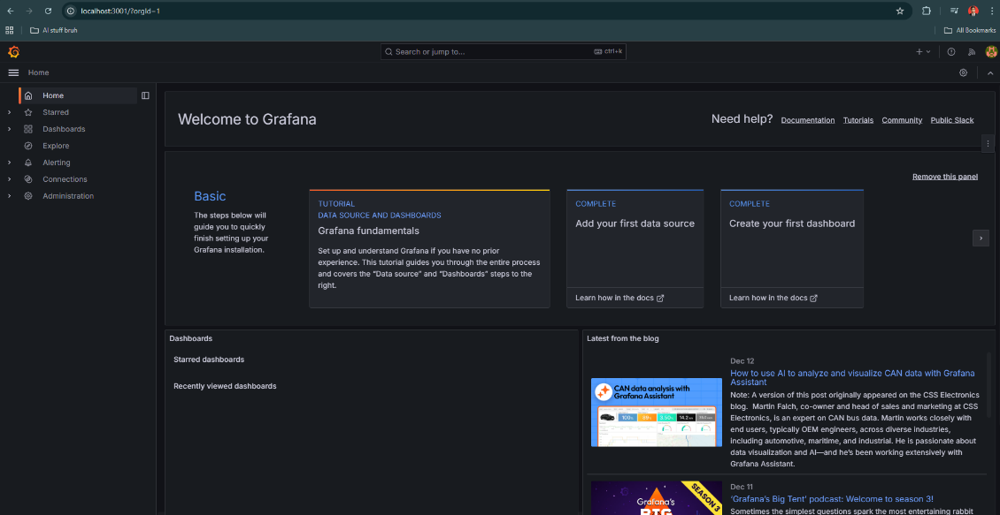 localhost:3001/?orgId=1
AI stuff bruh
All Bookmarks
Search or jump to...
ctrl+k
Home
Home
Starred
Dashboards
Explore
Alerting
Connections
Administration
Welcome to Grafana
Need help?
Documentation
Tutorials
Community
Public Slack
Remove this panel
Basic
The steps below will
guide you to quickly
finish setting up your
Grafana installation.
TUTORIAL
DATA SOURCE AND DASHBOARDS
Grafana fundamentals
Set up and understand Grafana if you have no prior
experience. This tutorial guides you through the entire process
and covers the “Data source” and “Dashboards” steps to the
right.
COMPLETE
Add your first data source
Learn how in the docs
COMPLETE
Create your first dashboard
Learn how in the docs
Dashboards
Starred dashboards
Recently viewed dashboards
Latest from the blog
CAN data analysis with
Grafana Assistant
Dec 12
How to use AI to analyze and visualize CAN data with Grafana
Assistant
Note: A version of this post originally appeared on the CSS Electronics
blog. Martin Falch, co-owner and head of sales and marketing at CSS
Electronics, is an expert on CAN bus data. Martin works closely with
end users, typically OEM engineers, across diverse industries,
including automotive, maritime, and industrial. He is passionate about
data visualization and AI—and he’s been working extensively with
Grafana Assistant.
Grafana's
BIG
SEASON 3
Dec 11
‘Grafana’s Big Tent’ podcast: Welcome to season 3!
Sometimes the simplest questions spark the most entertaining rabbit